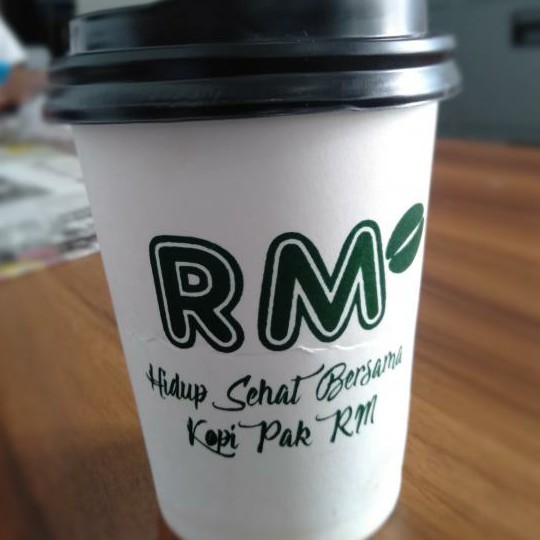 RM
Hidup Sehat Bersama
Kopi Pak RM